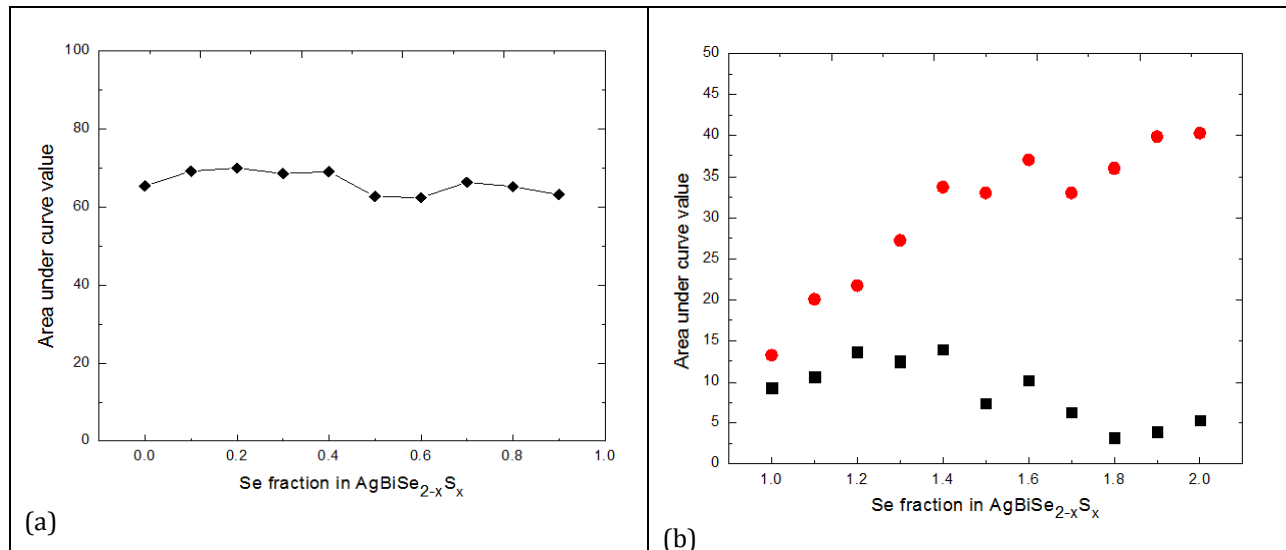 100
80
60
40
20
0
Area under curve value
0.0 0.2 0.4 0.6 0.8 1.0
Se fraction in AgBiSe2-xSx
(a)
50
45
40
35
30
25
20
15
10
5
0
Area under curve value
1.0 1.2 1.4 1.6 1.8 2.0
Se fraction in AgBiSe2-xSx
(b)